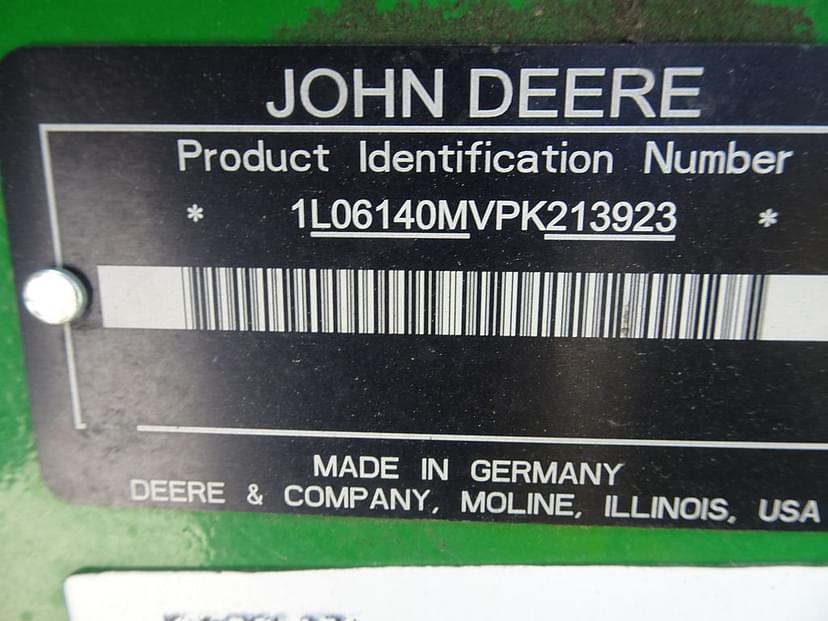 JOHN DEERE
Product Identification Number
* 1L06140MVPK213923 *
MADE IN GERMANY
DEERE & COMPANY, MOLINE, ILLINOIS, USA